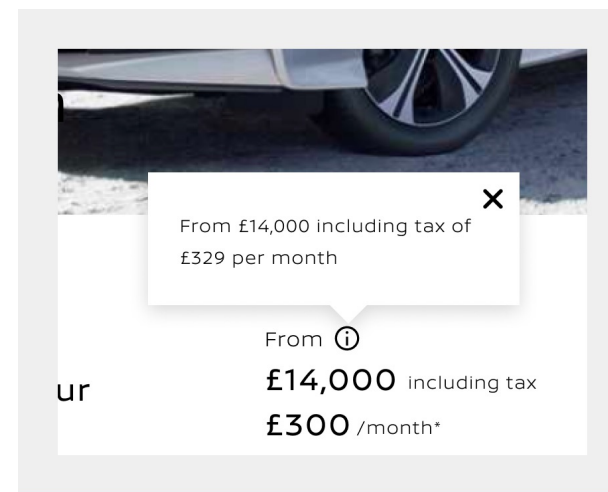 From £14,000 including tax of
£329 per month
From
£14,000 including tax
ur
£300 /month*